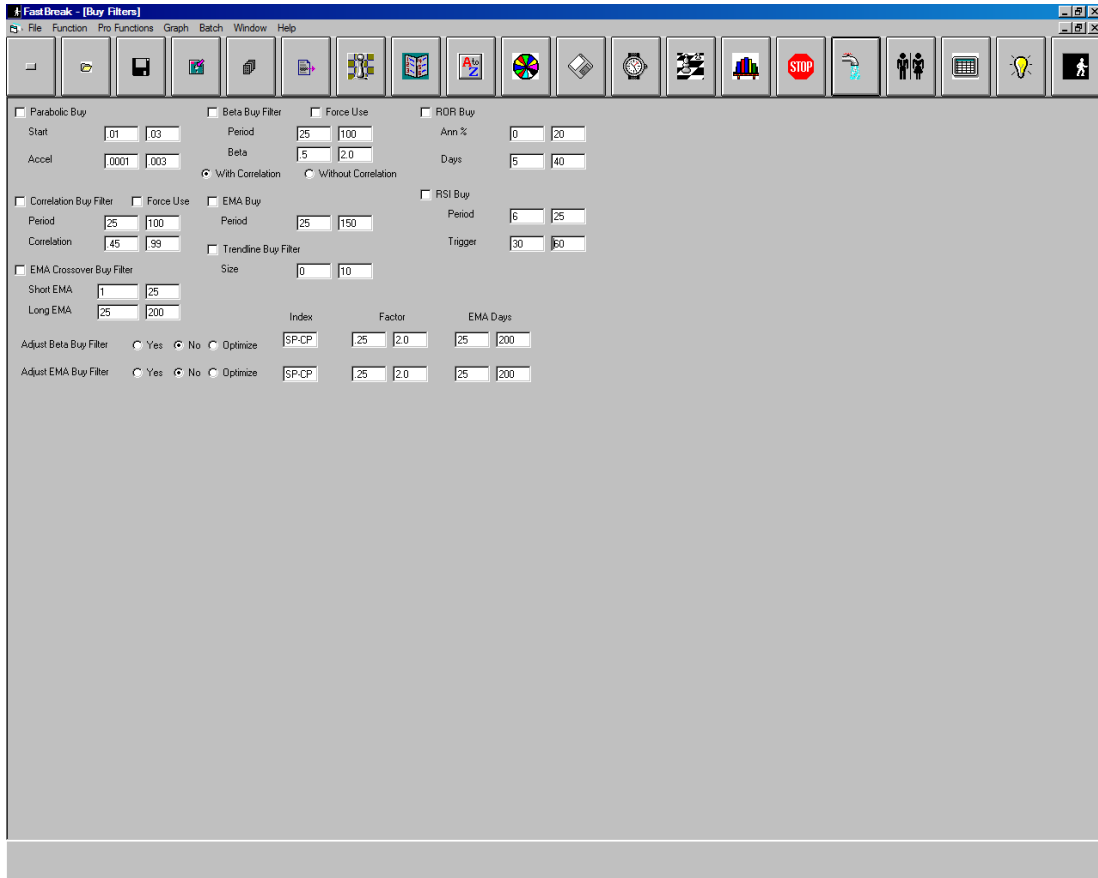 FastBreak - [Buy Filters]
File Function Pro Functions Graph Batch Window Help
A to Z
STOP
Parabolic Buy
Start .01 .03
Accel .0001 .003
Beta Buy Filter Force Use
Period 25 100
Beta .5 2.0
With Correlation Without Correlation
ROR Buy
Ann % 0 20
Days 5 40
Correlation Buy Filter Force Use
Period 25 100
Correlation .45 .99
EMA Buy
Period 25 150
RSI Buy
Period 6 25
Trigger 30 60
Trendline Buy Filter
Size 0 10
EMA Crossover Buy Filter
Short EMA 1 25
Long EMA 25 200
Index Factor EMA Days
Adjust Beta Buy Filter Yes No Optimize SP-CP .25 2.0 25 200
Adjust EMA Buy Filter Yes No Optimize SP-CP .25 2.0 25 200